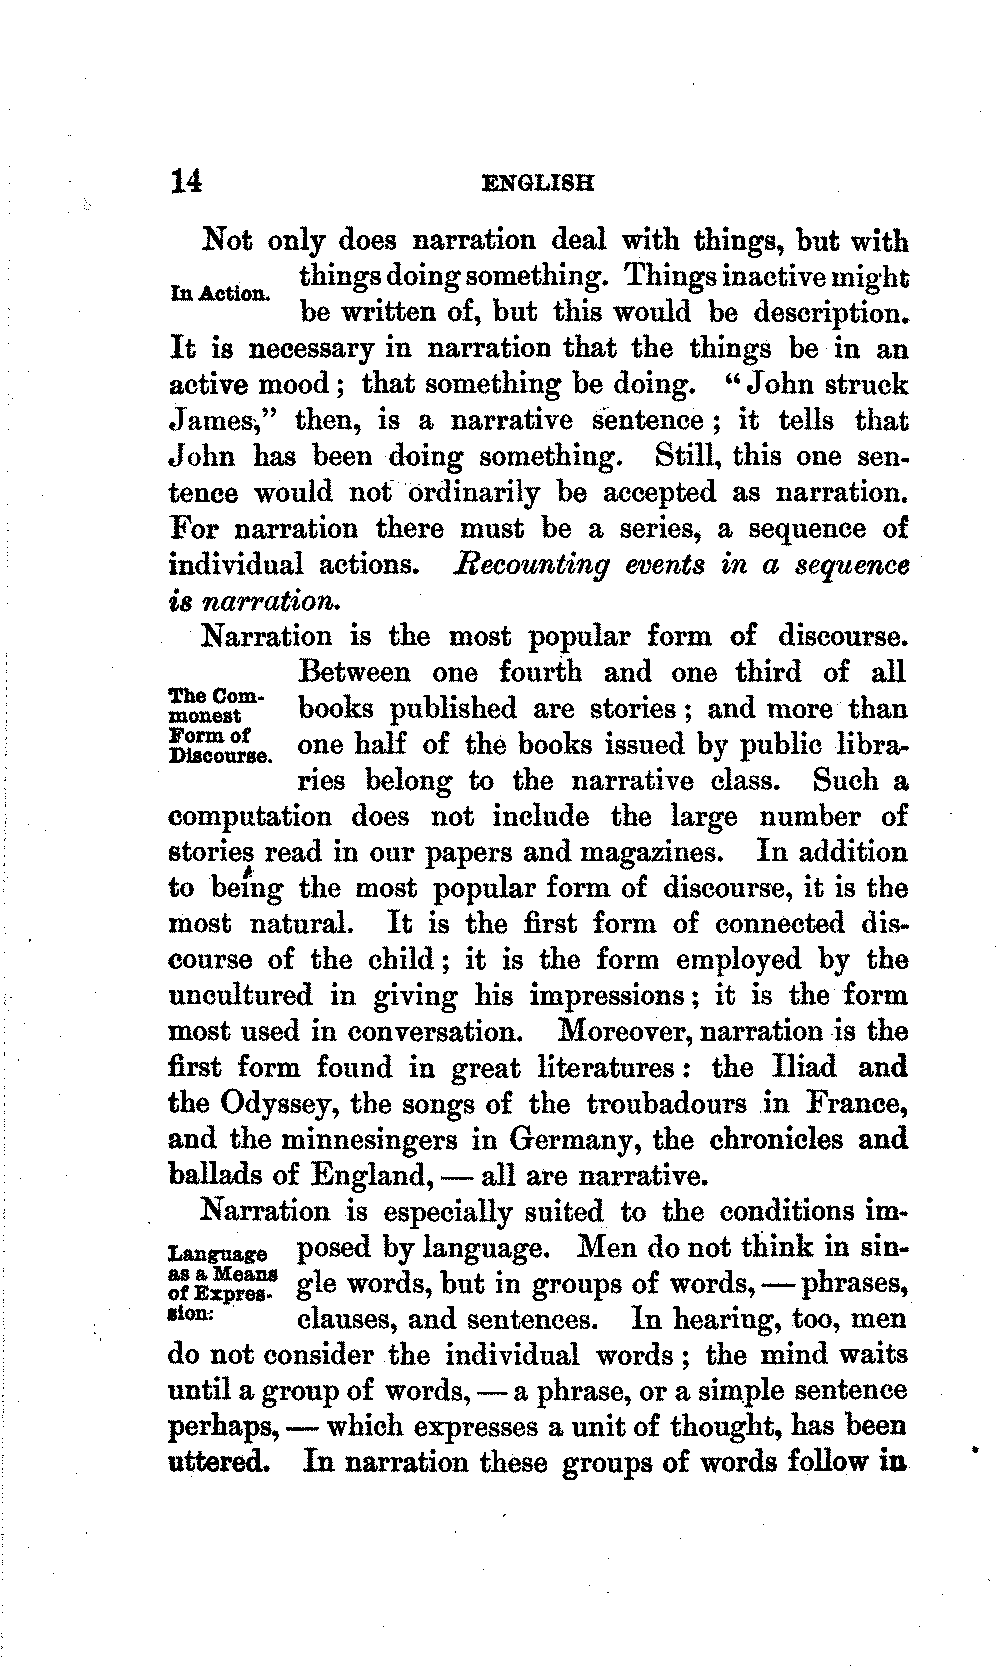 14 ENGLISH
Not only does narration deal with things, but with
In Action.
things doing something. Things inactive might
be written of, but this would be description.
It is necessary in narration that the things be in an
active mood; that something be doing. "John struck
James," then, is a narrative sentence; it tells that
John has been doing something. Still, this one sen-
tence would not ordinarily be accepted as narration.
For narration there must be a series, a sequence of
individual actions. Recounting events in a sequence
is narration.
Narration is the most popular form of discourse.
The Com-
monest
Form of
Discourse.
Between one fourth and one third of all
books published are stories; and more than
one half of the books issued by public libra-
ries belong to the narrative class. Such a
computation does not include the large number of
stories read in our papers and magazines. In addition
to being the most popular form of discourse, it is the
most natural. It is the first form of connected dis-
course of the child; it is the form employed by the
uncultured in giving his impressions; it is the form
most used in conversation. Moreover, narration is the
first form found in great literatures: the Iliad and
the Odyssey, the songs of the troubadours in France,
and the minnesingers in Germany, the chronicles and
ballads of England, — all are narrative.
Narration is especially suited to the conditions im-
Language
as a Means
of Expres-
sion.
posed by language. Men do not think in sin-
gle words, but in groups of words, — phrases,
clauses, and sentences. In hearing, too, men
do not consider the individual words; the mind waits
until a group of words, — a phrase, or a simple sentence
perhaps, — which expresses a unit of thought, has been
uttered. In narration these groups of words follow in